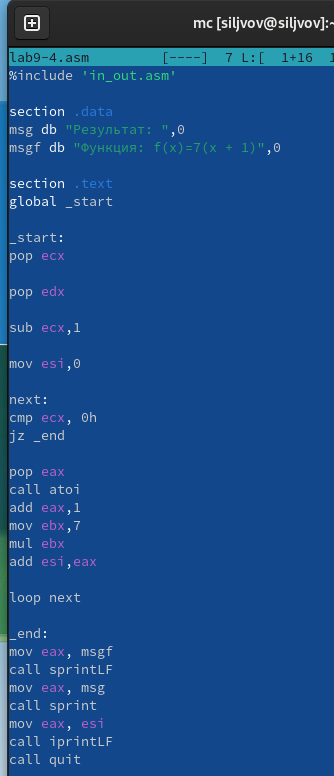 mc [siljvov@siljvov]:~
lab9-4.asm [----] 7 L:[ 1+16 1
%include 'in_out.asm'
section .data
msg db "Результат: ",0
msgf db "Функция: f(x)=7(x + 1)",0
section .text
global _start
_start:
pop ecx
pop edx
sub ecx,1
mov esi,0
next:
cmp ecx, 0h
jz _end
pop eax
call atoi
add eax,1
mov ebx,7
mul ebx
add esi,eax
loop next
_end:
mov eax, msgf
call sprintLF
mov eax, msg
call sprint
mov eax, esi
call iprintLF
call quit